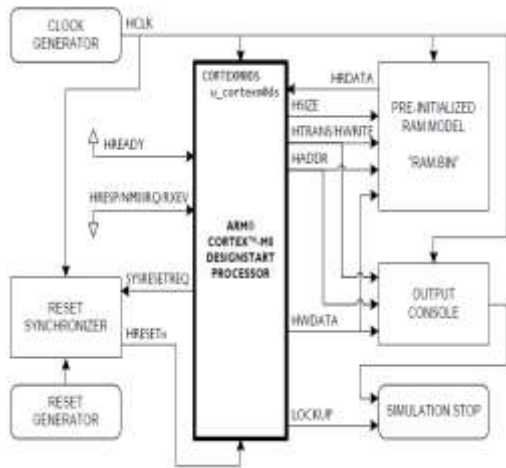 CLOCK
GENERATOR
HCLK
CORTEXM0DS
u_cortexm0ds
HRDATA
HSIZE
HTRANS/HWRITE
HADDR
PRE-INITIALIZED
RAM MODEL
"RAM.BIN"
HREADY
HRESP/NMI/IRQ/RXEV
ARM®
CORTEX™-M0
DESIGNSTART
PROCESSOR
SYSRESETREQ
RESET
SYNCHRONIZER
HRESETn
HWDATA
OUTPUT
CONSOLE
RESET
GENERATOR
LOCKUP
SIMULATION STOP